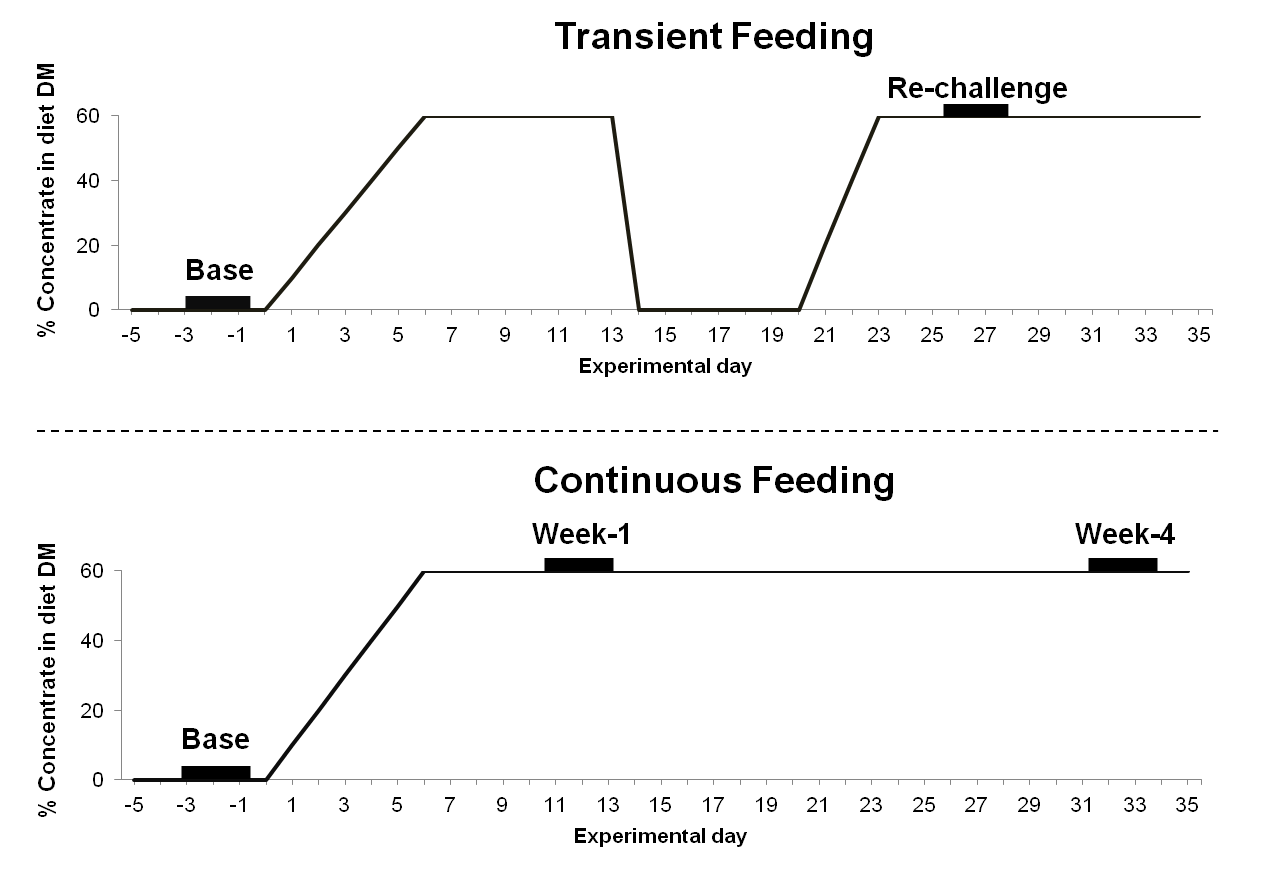 Transient Feeding
% Concentrate in diet DM
Re-challenge
60
40
20
0
Base
-5 -3 -1 1 3 5 7 9 11 13 15 17 19 21 23 25 27 29 31 33 35
Experimental day
Continuous Feeding
% Concentrate in diet DM
Week-1 Week-4
60
40
20
0
Base
-5 -3 -1 1 3 5 7 9 11 13 15 17 19 21 23 25 27 29 31 33 35
Experimental day